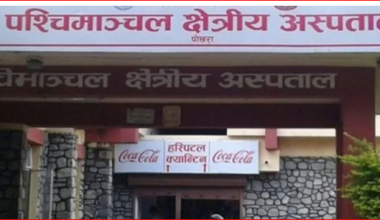 पश्चिमाञ्चल क्षेत्रीय अस्पताल
पोखरा
चिमाञ्चल क्षेत्रीय अस्पताल
Coca-Cola हस्पिटल क्यान्टिन Coca-Cola